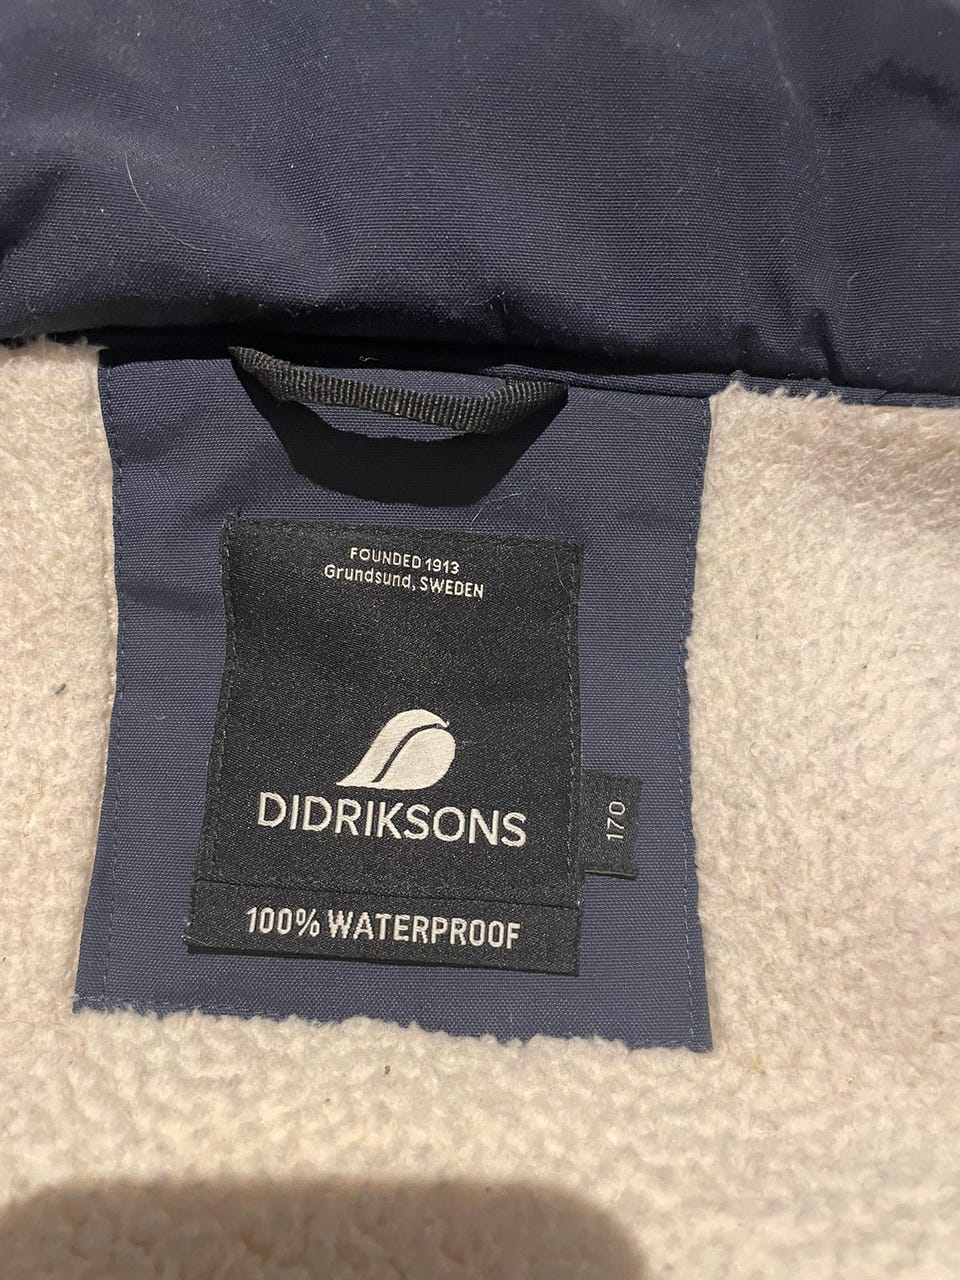 FOUNDED 1913
Grundsund, SWEDEN
DIDRIKSONS
170
100% WATERPROOF